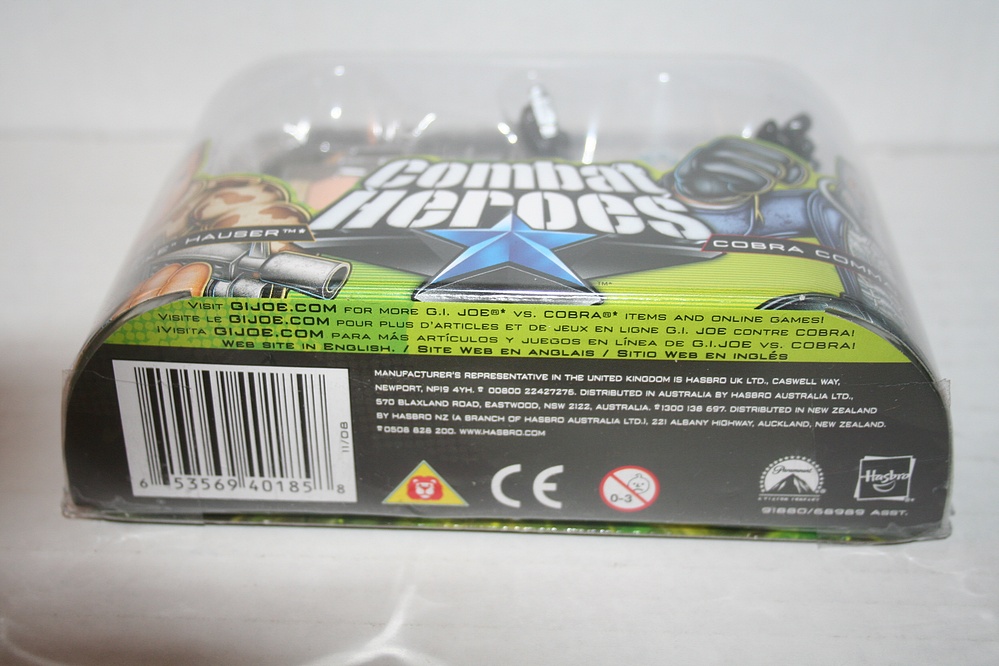 Combat
Heroes
HAUSER™*
COBRA COMM
™*
VISIT GIJOE.COM FOR MORE G.I. JOE®* VS. COBRA®* ITEMS AND ONLINE GAMES!
VISITE LE GIJOE.COM POUR PLUS D'ARTICLES ET DE JEUX EN LIGNE G.I. JOE CONTRE COBRA!
¡VISITA GIJOE.COM PARA MÁS ARTÍCULOS Y JUEGOS EN LÍNEA DE G.I.JOE VS. COBRA!
WEB SITE IN ENGLISH. / SITE WEB EN ANGLAIS / SITIO WEB EN INGLÉS
MANUFACTURER'S REPRESENTATIVE IN THE UNITED KINGDOM IS HASBRO UK LTD., CASWELL WAY,
NEWPORT, NP19 4YH. 00800 22427276. DISTRIBUTED IN AUSTRALIA BY HASBRO AUSTRALIA LTD.,
570 BLAXLAND ROAD, EASTWOOD, NSW 2122, AUSTRALIA. 1300 138 697. DISTRIBUTED IN NEW ZEALAND
BY HASBRO NZ (A BRANCH OF HASBRO AUSTRALIA LTD.), 221 ALBANY HIGHWAY, AUCKLAND, NEW ZEALAND.
0508 828 200. WWW.HASBRO.COM
11/08
6 53569 40185 8
CE
0-3
Paramount
Hasbro
91880/68989 ASST.